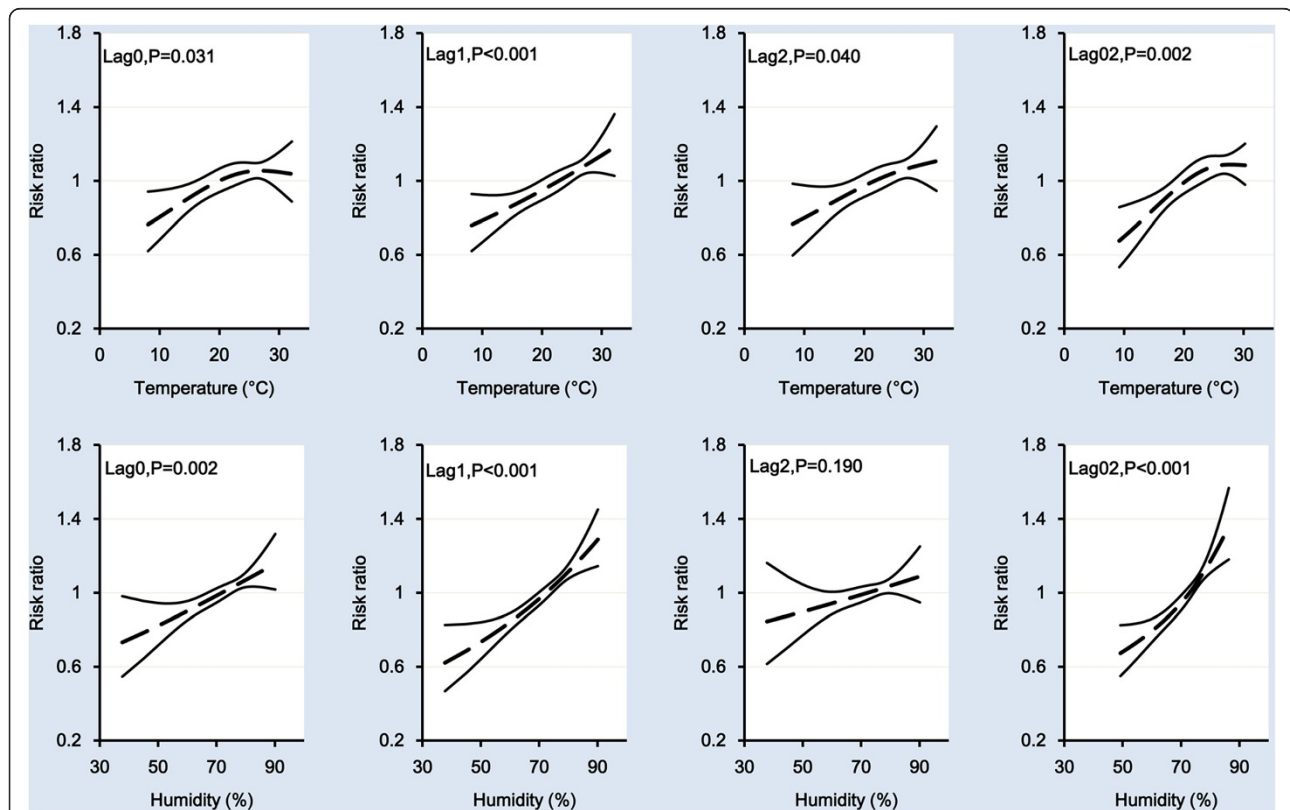 Lag0,P=0.031
Lag1,P<0.001
Lag2,P=0.040
Lag02,P=0.002
Risk ratio
1.8
1.4
1
0.6
0.2
0 10 20 30
Temperature (°C)
Risk ratio
1.8
1.4
1
0.6
0.2
0 10 20 30
Temperature (°C)
Risk ratio
1.8
1.4
1
0.6
0.2
0 10 20 30
Temperature (°C)
Risk ratio
1.8
1.4
1
0.6
0.2
0 10 20 30
Temperature (°C)
Lag0,P=0.002
Lag1,P<0.001
Lag2,P=0.190
Lag02,P<0.001
Risk ratio
1.8
1.4
1
0.6
0.2
30 50 70 90
Humidity (%)
Risk ratio
1.8
1.4
1
0.6
0.2
30 50 70 90
Humidity (%)
Risk ratio
1.8
1.4
1
0.6
0.2
30 50 70 90
Humidity (%)
Risk ratio
1.8
1.4
1
0.6
0.2
30 50 70 90
Humidity (%)